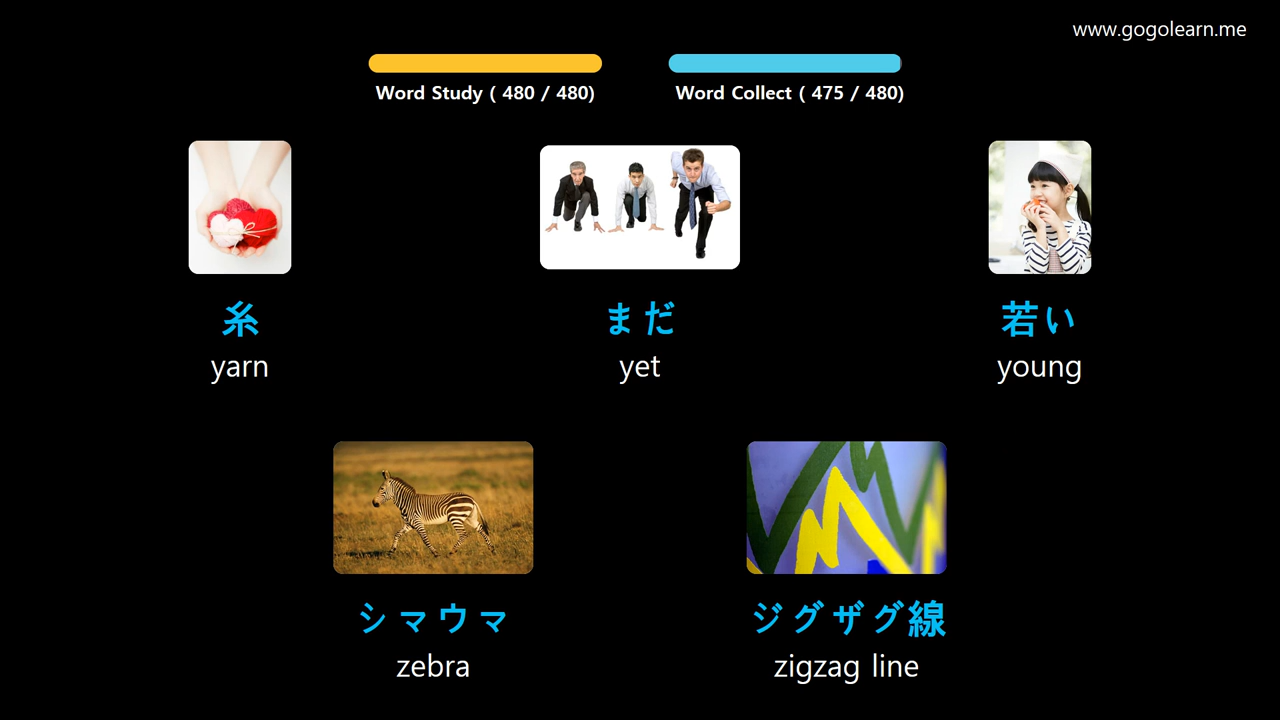 www.gogolearn.me
Word Study ( 480 / 480)
Word Collect ( 475 / 480)
糸
yarn
まだ
yet
若い
young
シマウマ
zebra
ジグザグ線
zigzag line